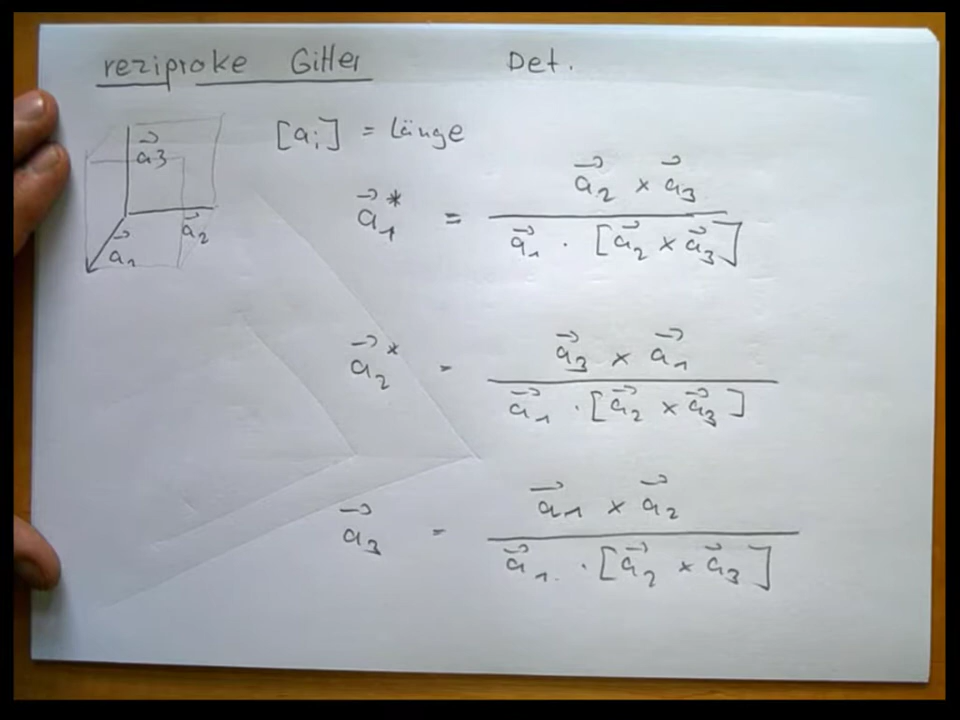 reziproke Gitter Det.
[aᵢ] = Länge
a⃗3
a⃗₂
a⃗₁
a⃗₁* = a⃗₂ × a⃗₃ / a⃗₁ · [a⃗₂ × a⃗₃]
a⃗₂* = a⃗₃ × a⃗₁ / a⃗₁ · [a⃗₂ × a⃗₃]
a⃗₃ = a⃗₁ × a⃗₂ / a⃗₁ · [a⃗₂ × a⃗₃]